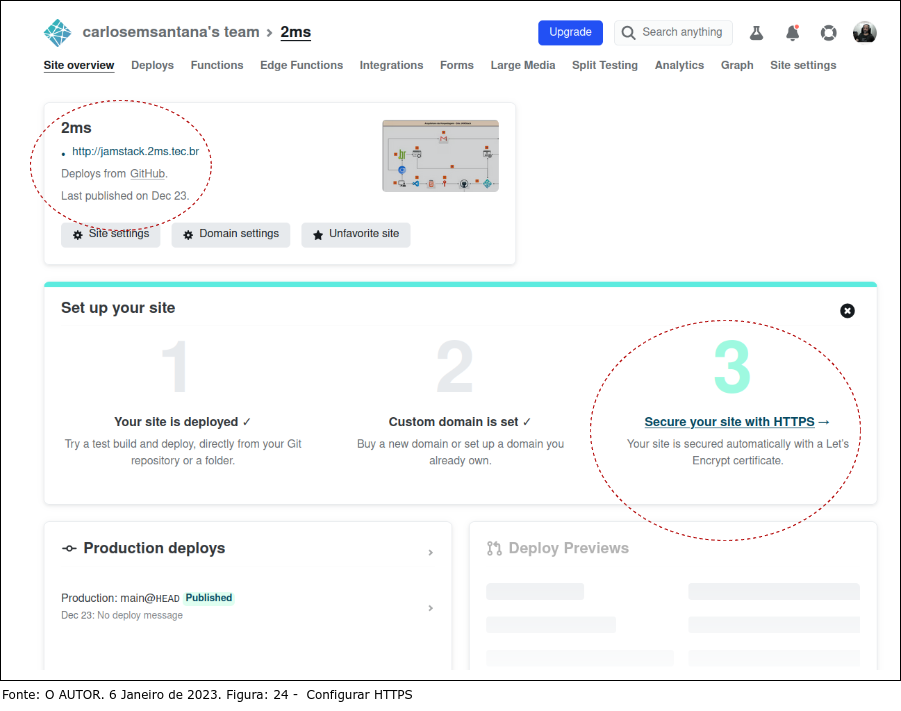 carlosemsantana's team > 2ms
Upgrade
Search anything
Site overview Deploys Functions Edge Functions Integrations Forms Large Media Split Testing Analytics Graph Site settings
2ms
http://jamstack.2ms.tec.br
Deploys from GitHub.
Last published on Dec 23.
Site settings Domain settings Unfavorite site
Set up your site
1
Your site is deployed ✓
Try a test build and deploy, directly from your Git
repository or a folder.
2
Custom domain is set ✓
Buy a new domain or set up a domain you
already own.
3
Secure your site with HTTPS →
Your site is secured automatically with a Let's
Encrypt certificate.
Production deploys
Production: main@HEAD Published
Dec 23: No deploy message
Deploy Previews
Fonte: O AUTOR. 6 Janeiro de 2023. Figura: 24 - Configurar HTTPS